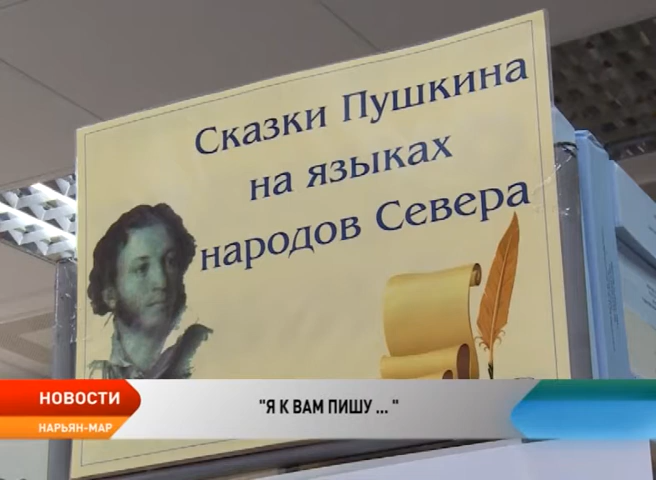 Сказки Пушкина
на языках
народов Севера
НОВОСТИ
"Я К ВАМ ПИШУ ... "
НАРЬЯН-МАР